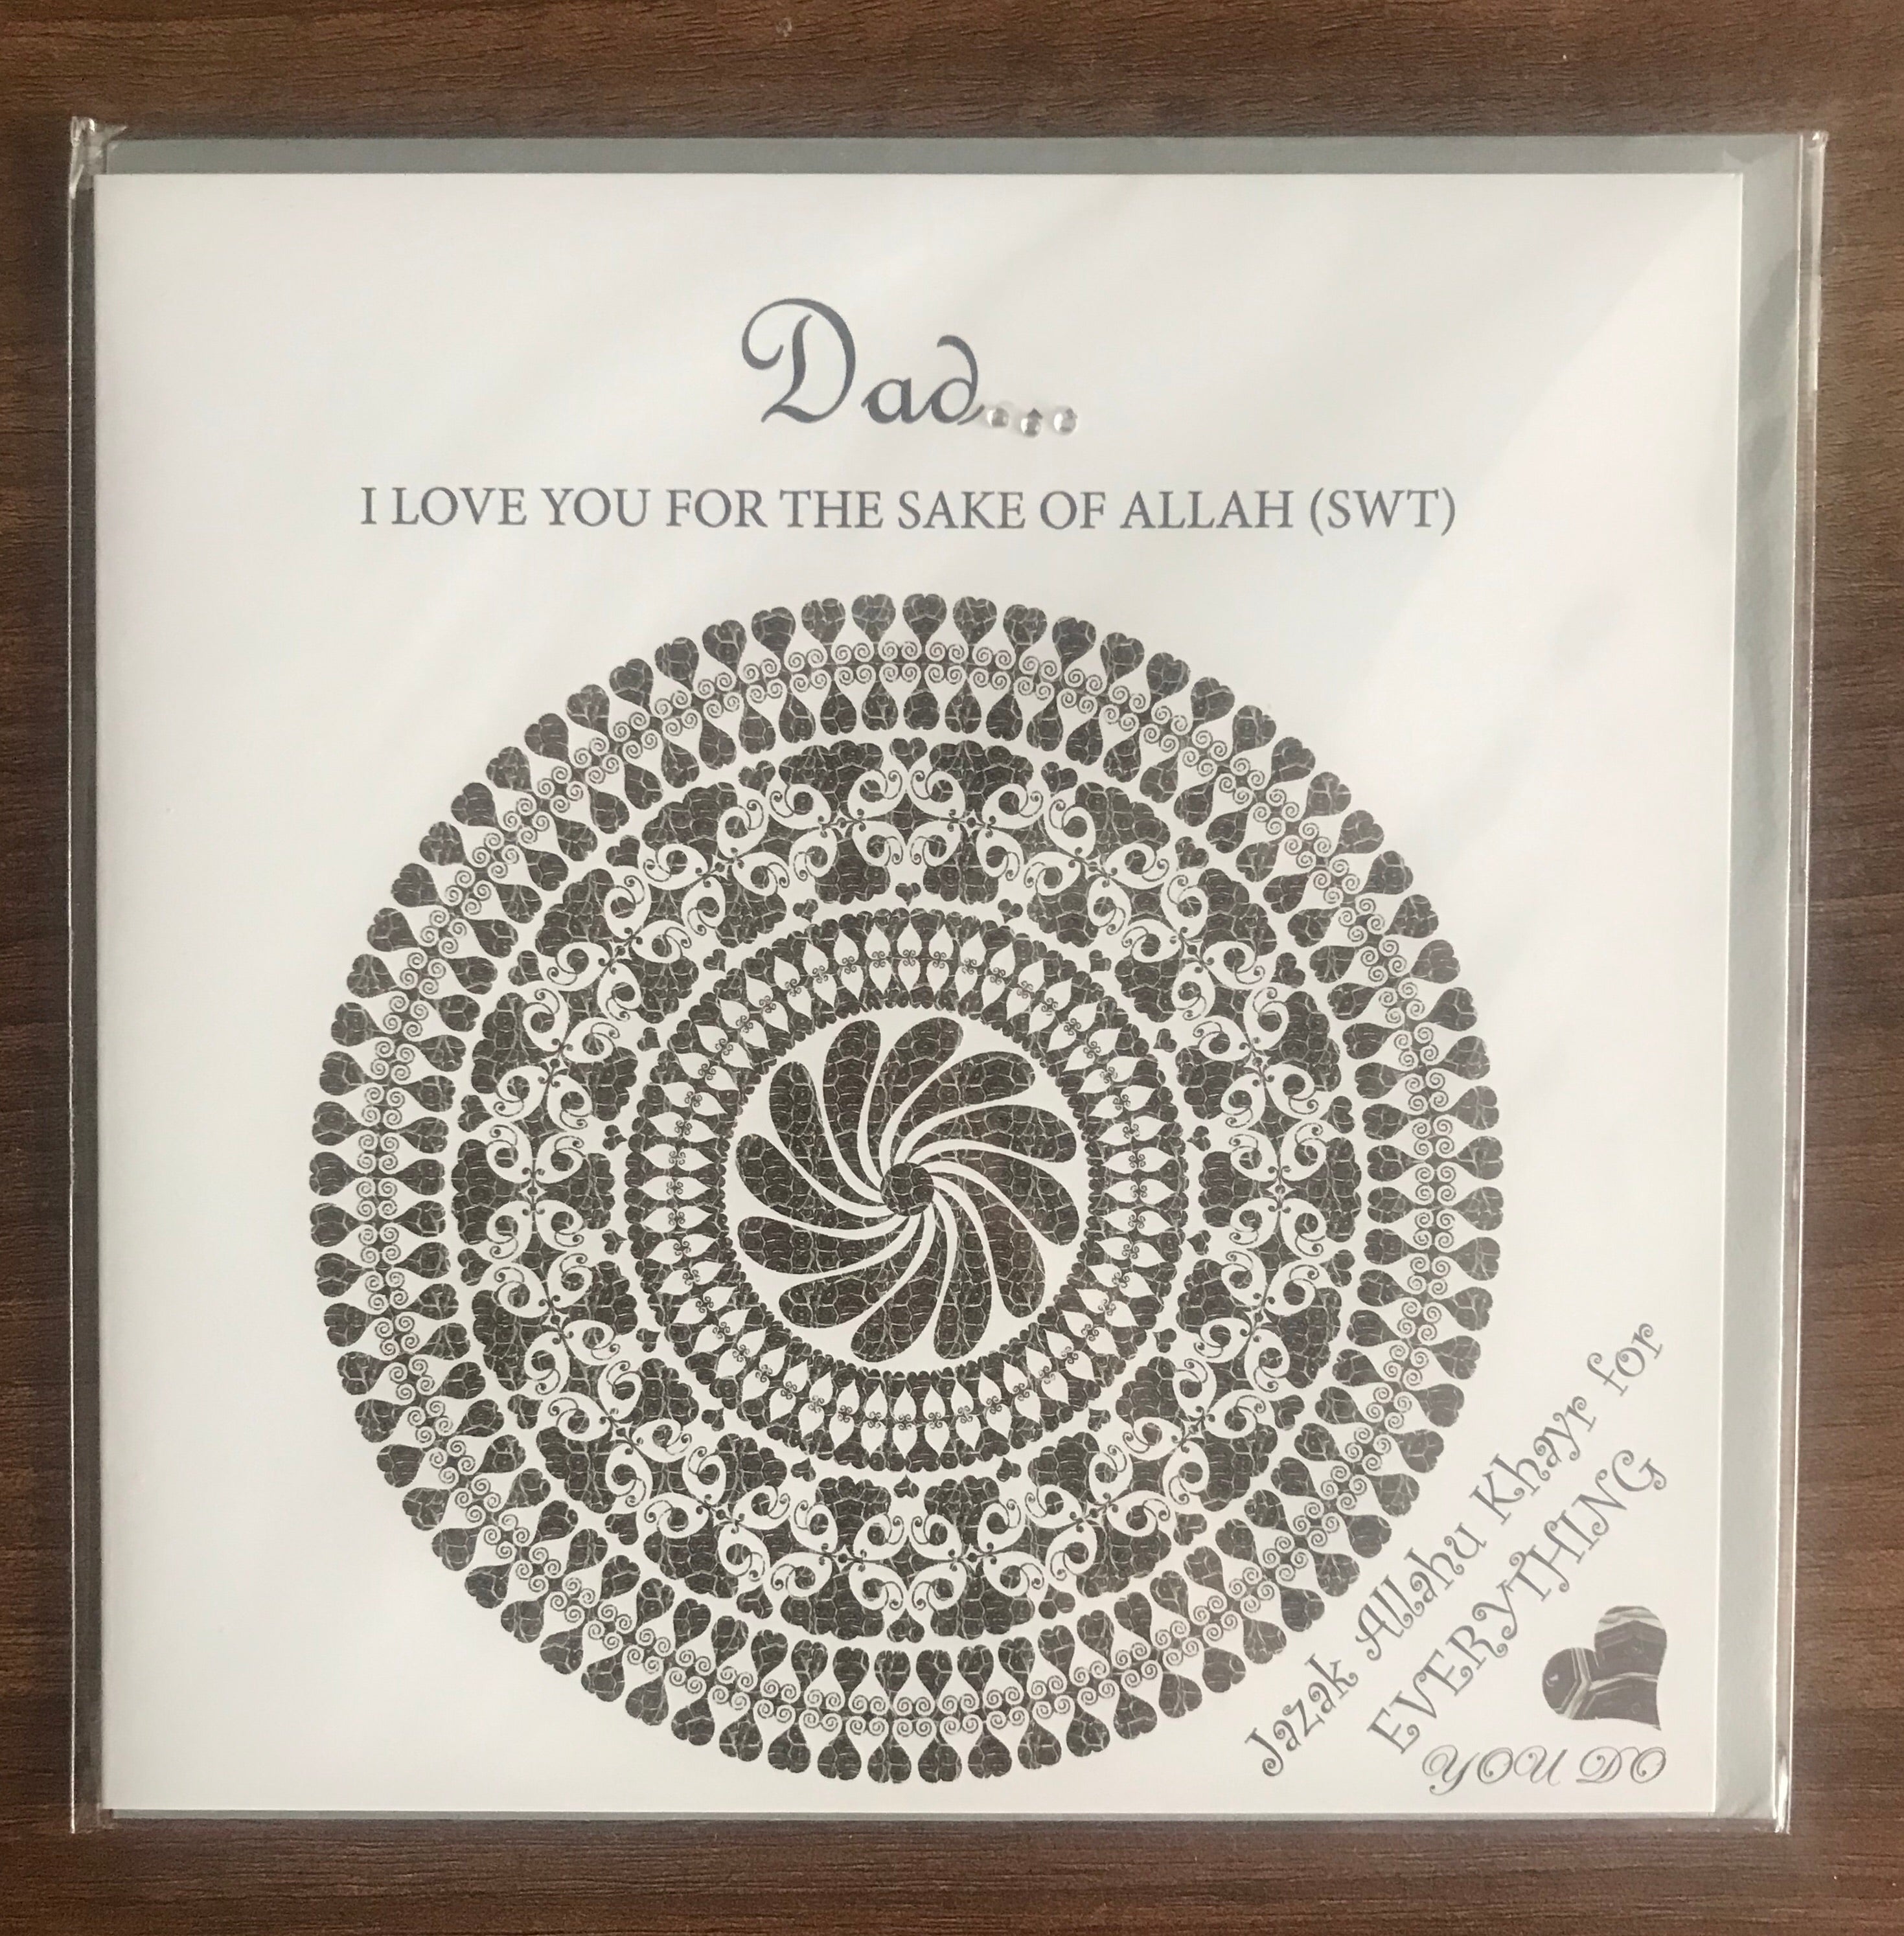 Dad...
I LOVE YOU FOR THE SAKE OF ALLAH (SWT)
Jazak Allahu Khayr for
EVERYTHING
YOU DO